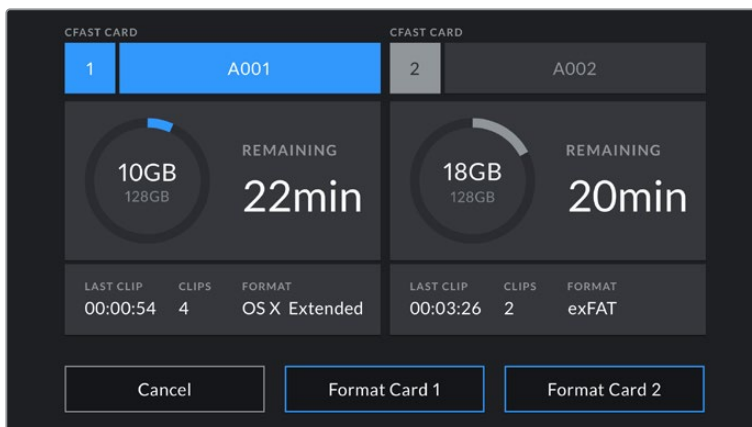 CFAST CARD
1 A001
10GB
128GB
REMAINING
22min
LAST CLIP CLIPS FORMAT
00:00:54 4 OS X Extended
CFAST CARD
2 A002
18GB
128GB
REMAINING
20min
LAST CLIP CLIPS FORMAT
00:03:26 2 exFAT
Cancel Format Card 1 Format Card 2